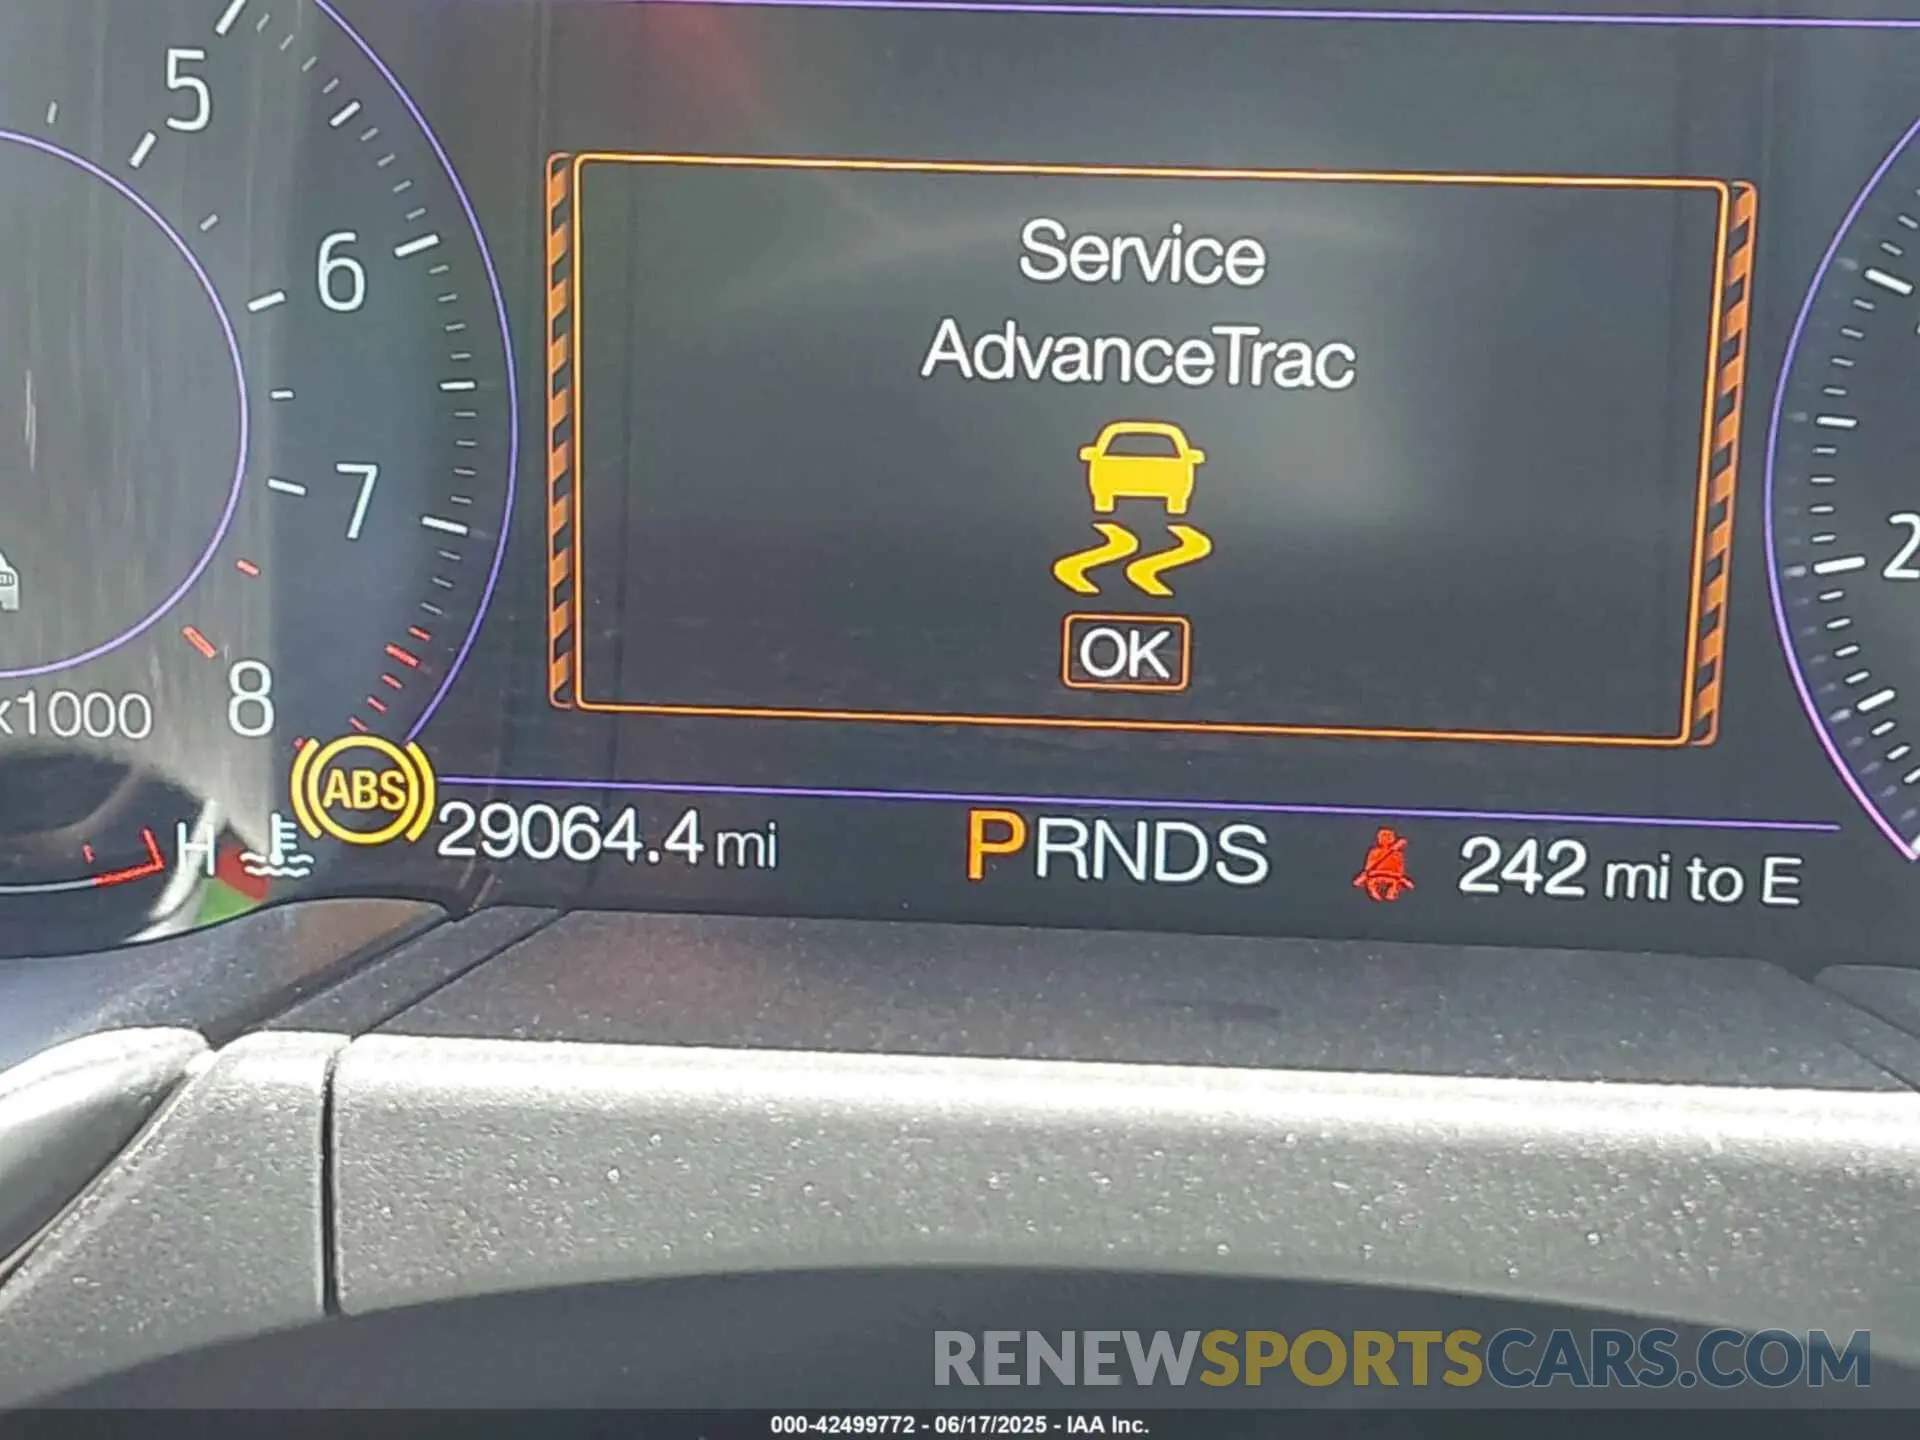 5
6
7
8
x1000
Service
AdvanceTrac
OK
2
H
ABS
29064.4 mi
PRNDS
242 mi to E
RENEWSPORTSCARS.COM
000-42499772 - 06/17/2025 - IAA Inc.